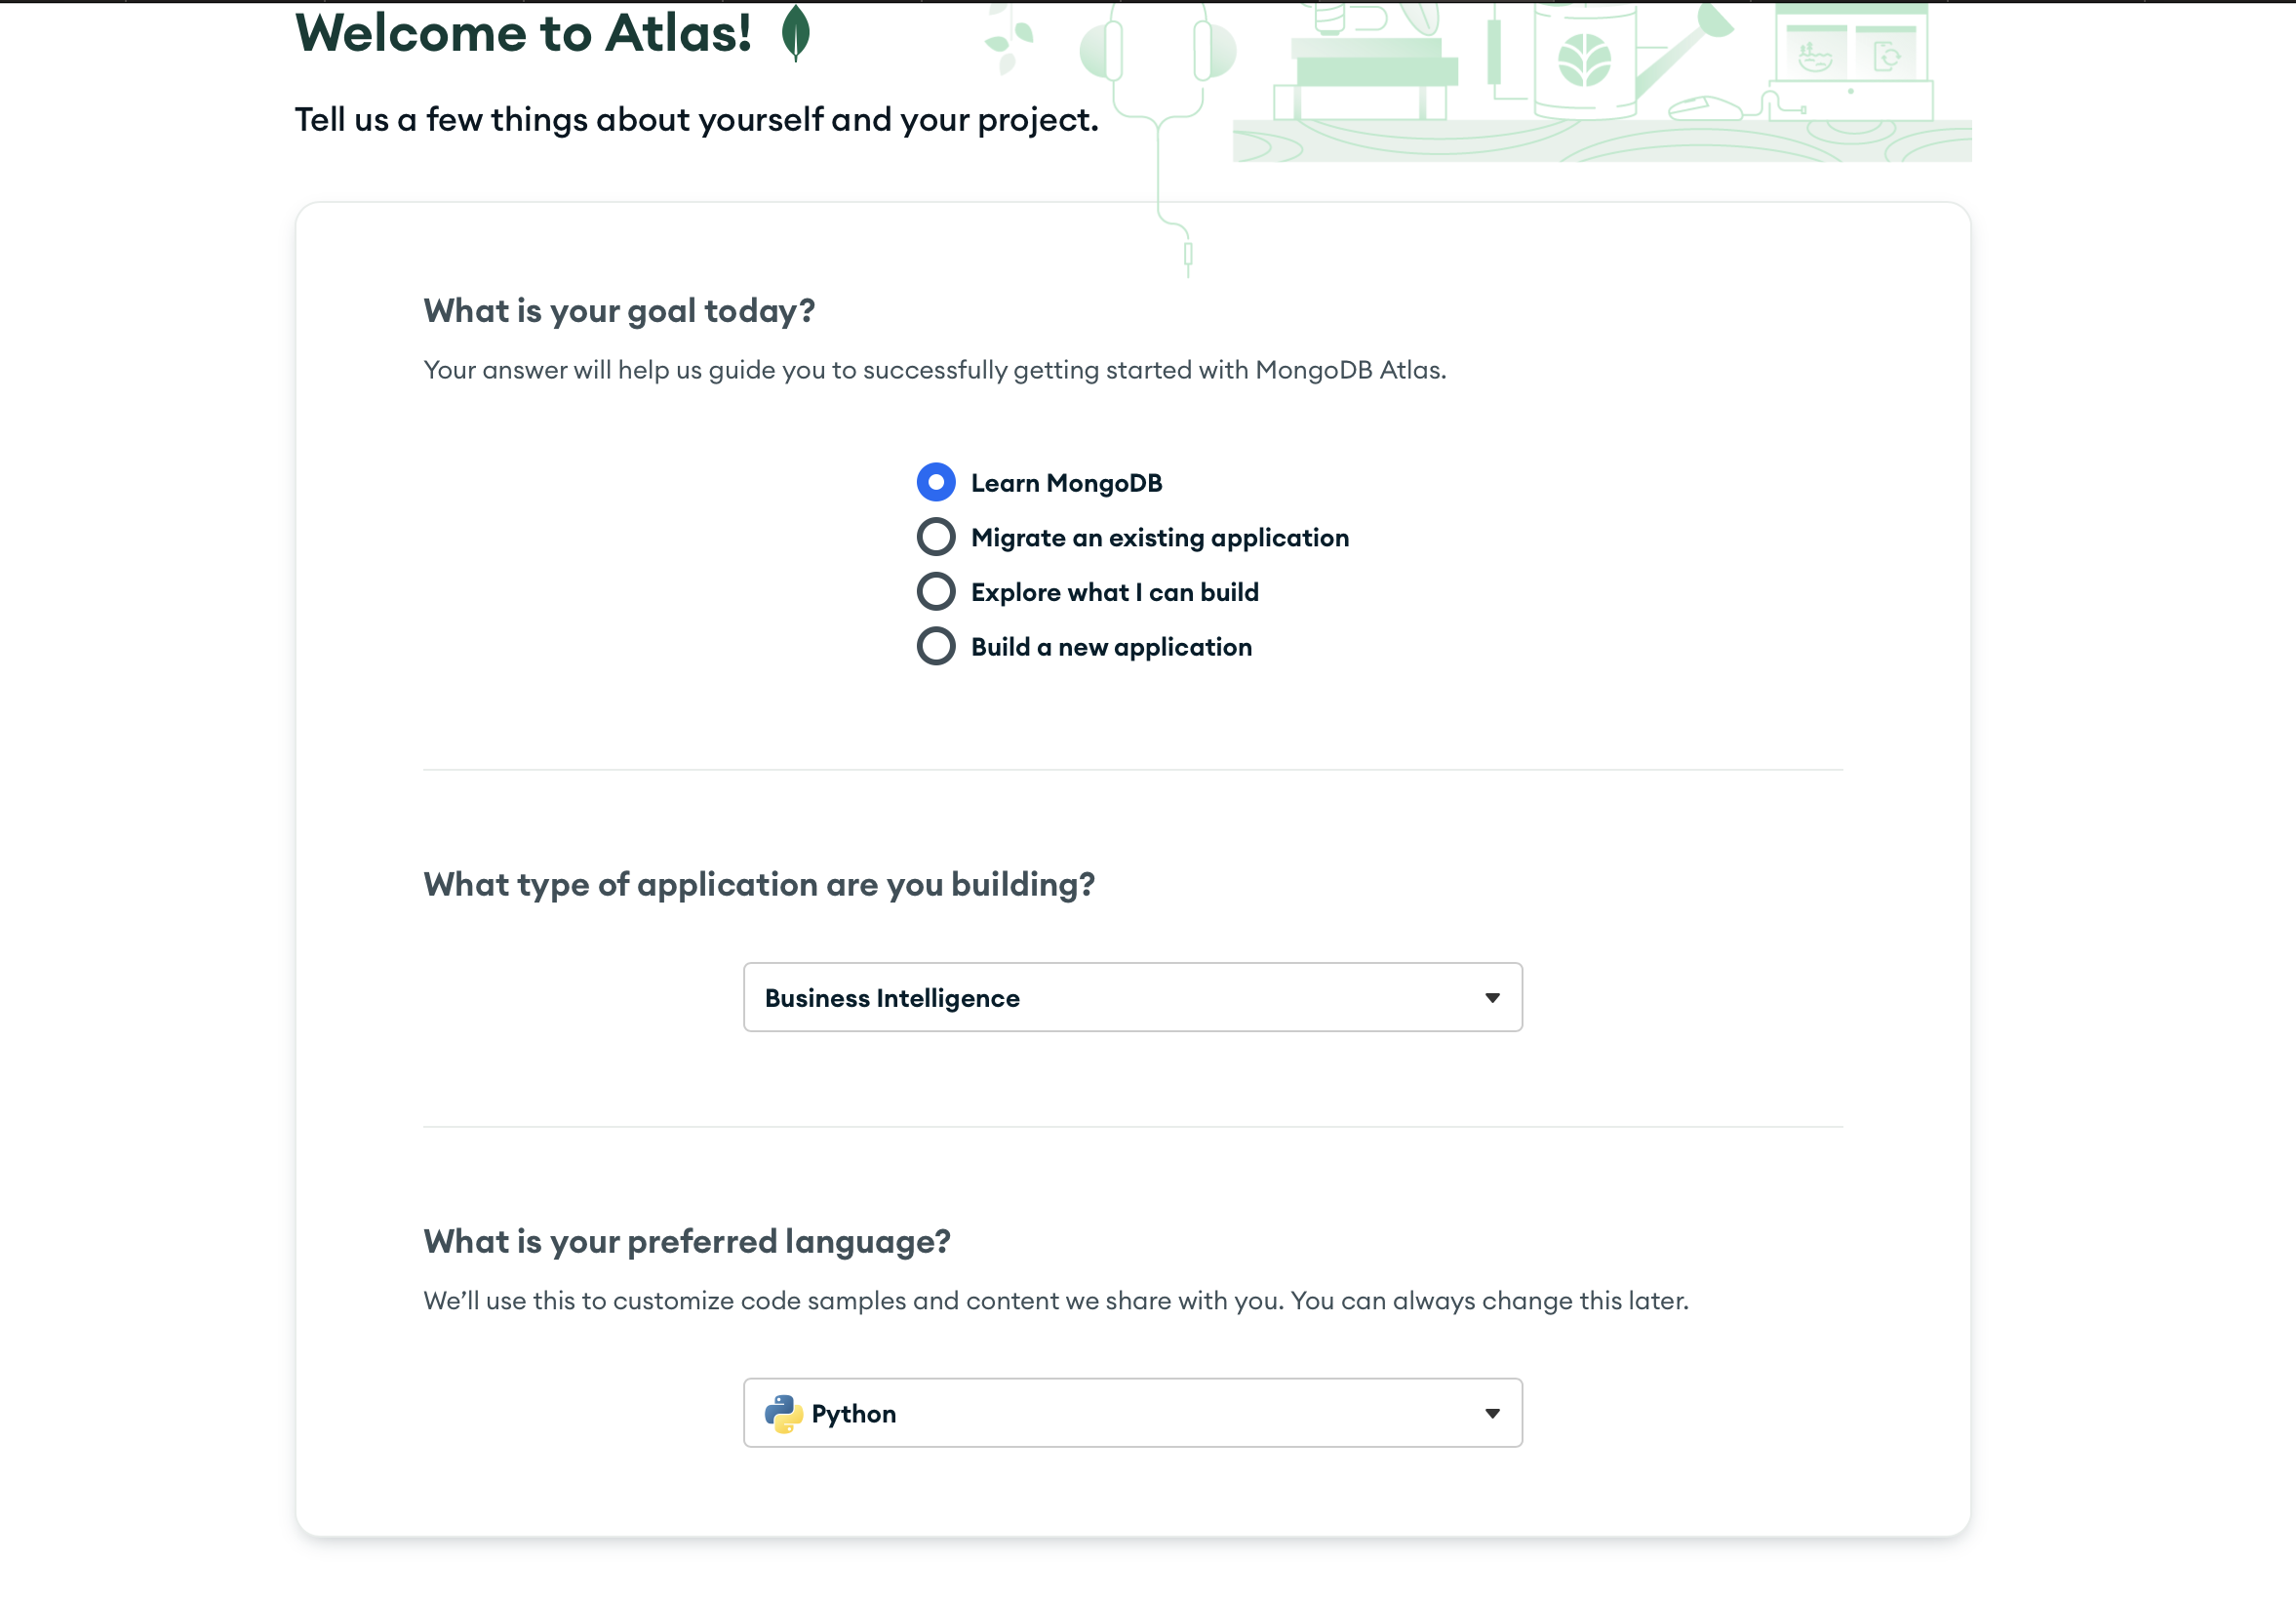 Welcome to Atlas!
Tell us a few things about yourself and your project.
What is your goal today?
Your answer will help us guide you to successfully getting started with MongoDB Atlas.
Learn MongoDB
Migrate an existing application
Explore what I can build
Build a new application
What type of application are you building?
Business Intelligence
What is your preferred language?
We’ll use this to customize code samples and content we share with you. You can always change this later.
Python